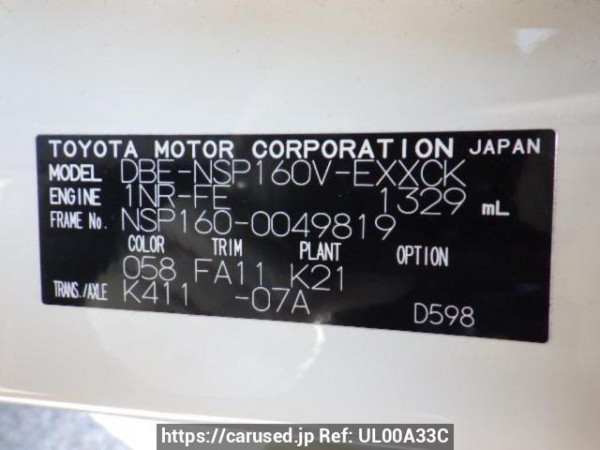 TOYOTA MOTOR CORPORATION JAPAN
MODEL DBE-NSP160V-EXXCK
ENGINE 1NR-FE 1329 mL
FRAME No. NSP160-0049819
COLOR TRIM PLANT OPTION
058 FA11 K21
TRANS./AXLE K411 -07A D598
https://carused.jp Ref: UL00A33C